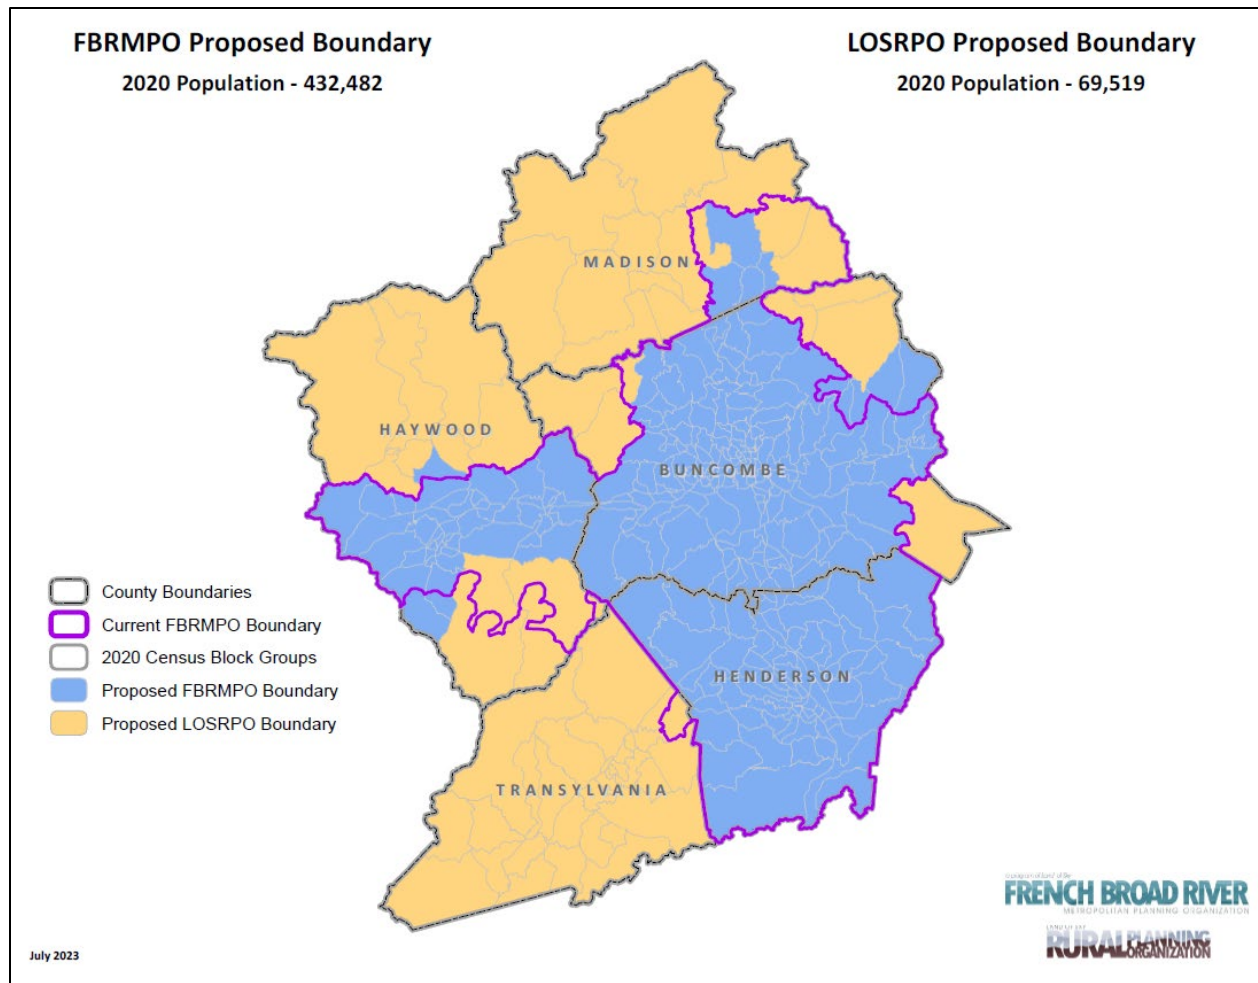 FBRMPO Proposed Boundary
2020 Population - 432,482
LOSRPO Proposed Boundary
2020 Population - 69,519
MADISON
HAYWOOD
BUNCOMBE
HENDERSON
TRANSYLVANIA
County Boundaries
Current FBRMPO Boundary
2020 Census Block Groups
Proposed FBRMPO Boundary
Proposed LOSRPO Boundary
FRENCH BROAD RIVER
METROPOLITAN PLANNING ORGANIZATION
RURAL PLANNING
ORGANIZATION
July 2023